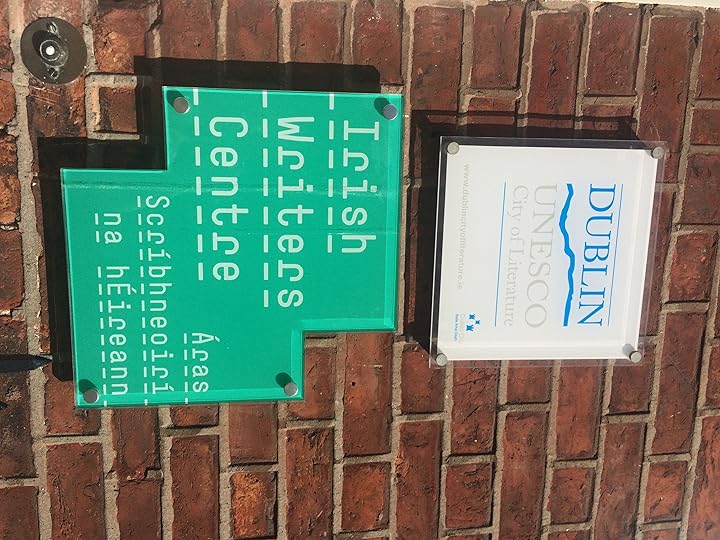 DUBLIN
UNESCO
City of Literature
www.dublincityofliterature.ie
Irish
Writers
Centre
Áras
Scríbhneoirí
na hÉireann